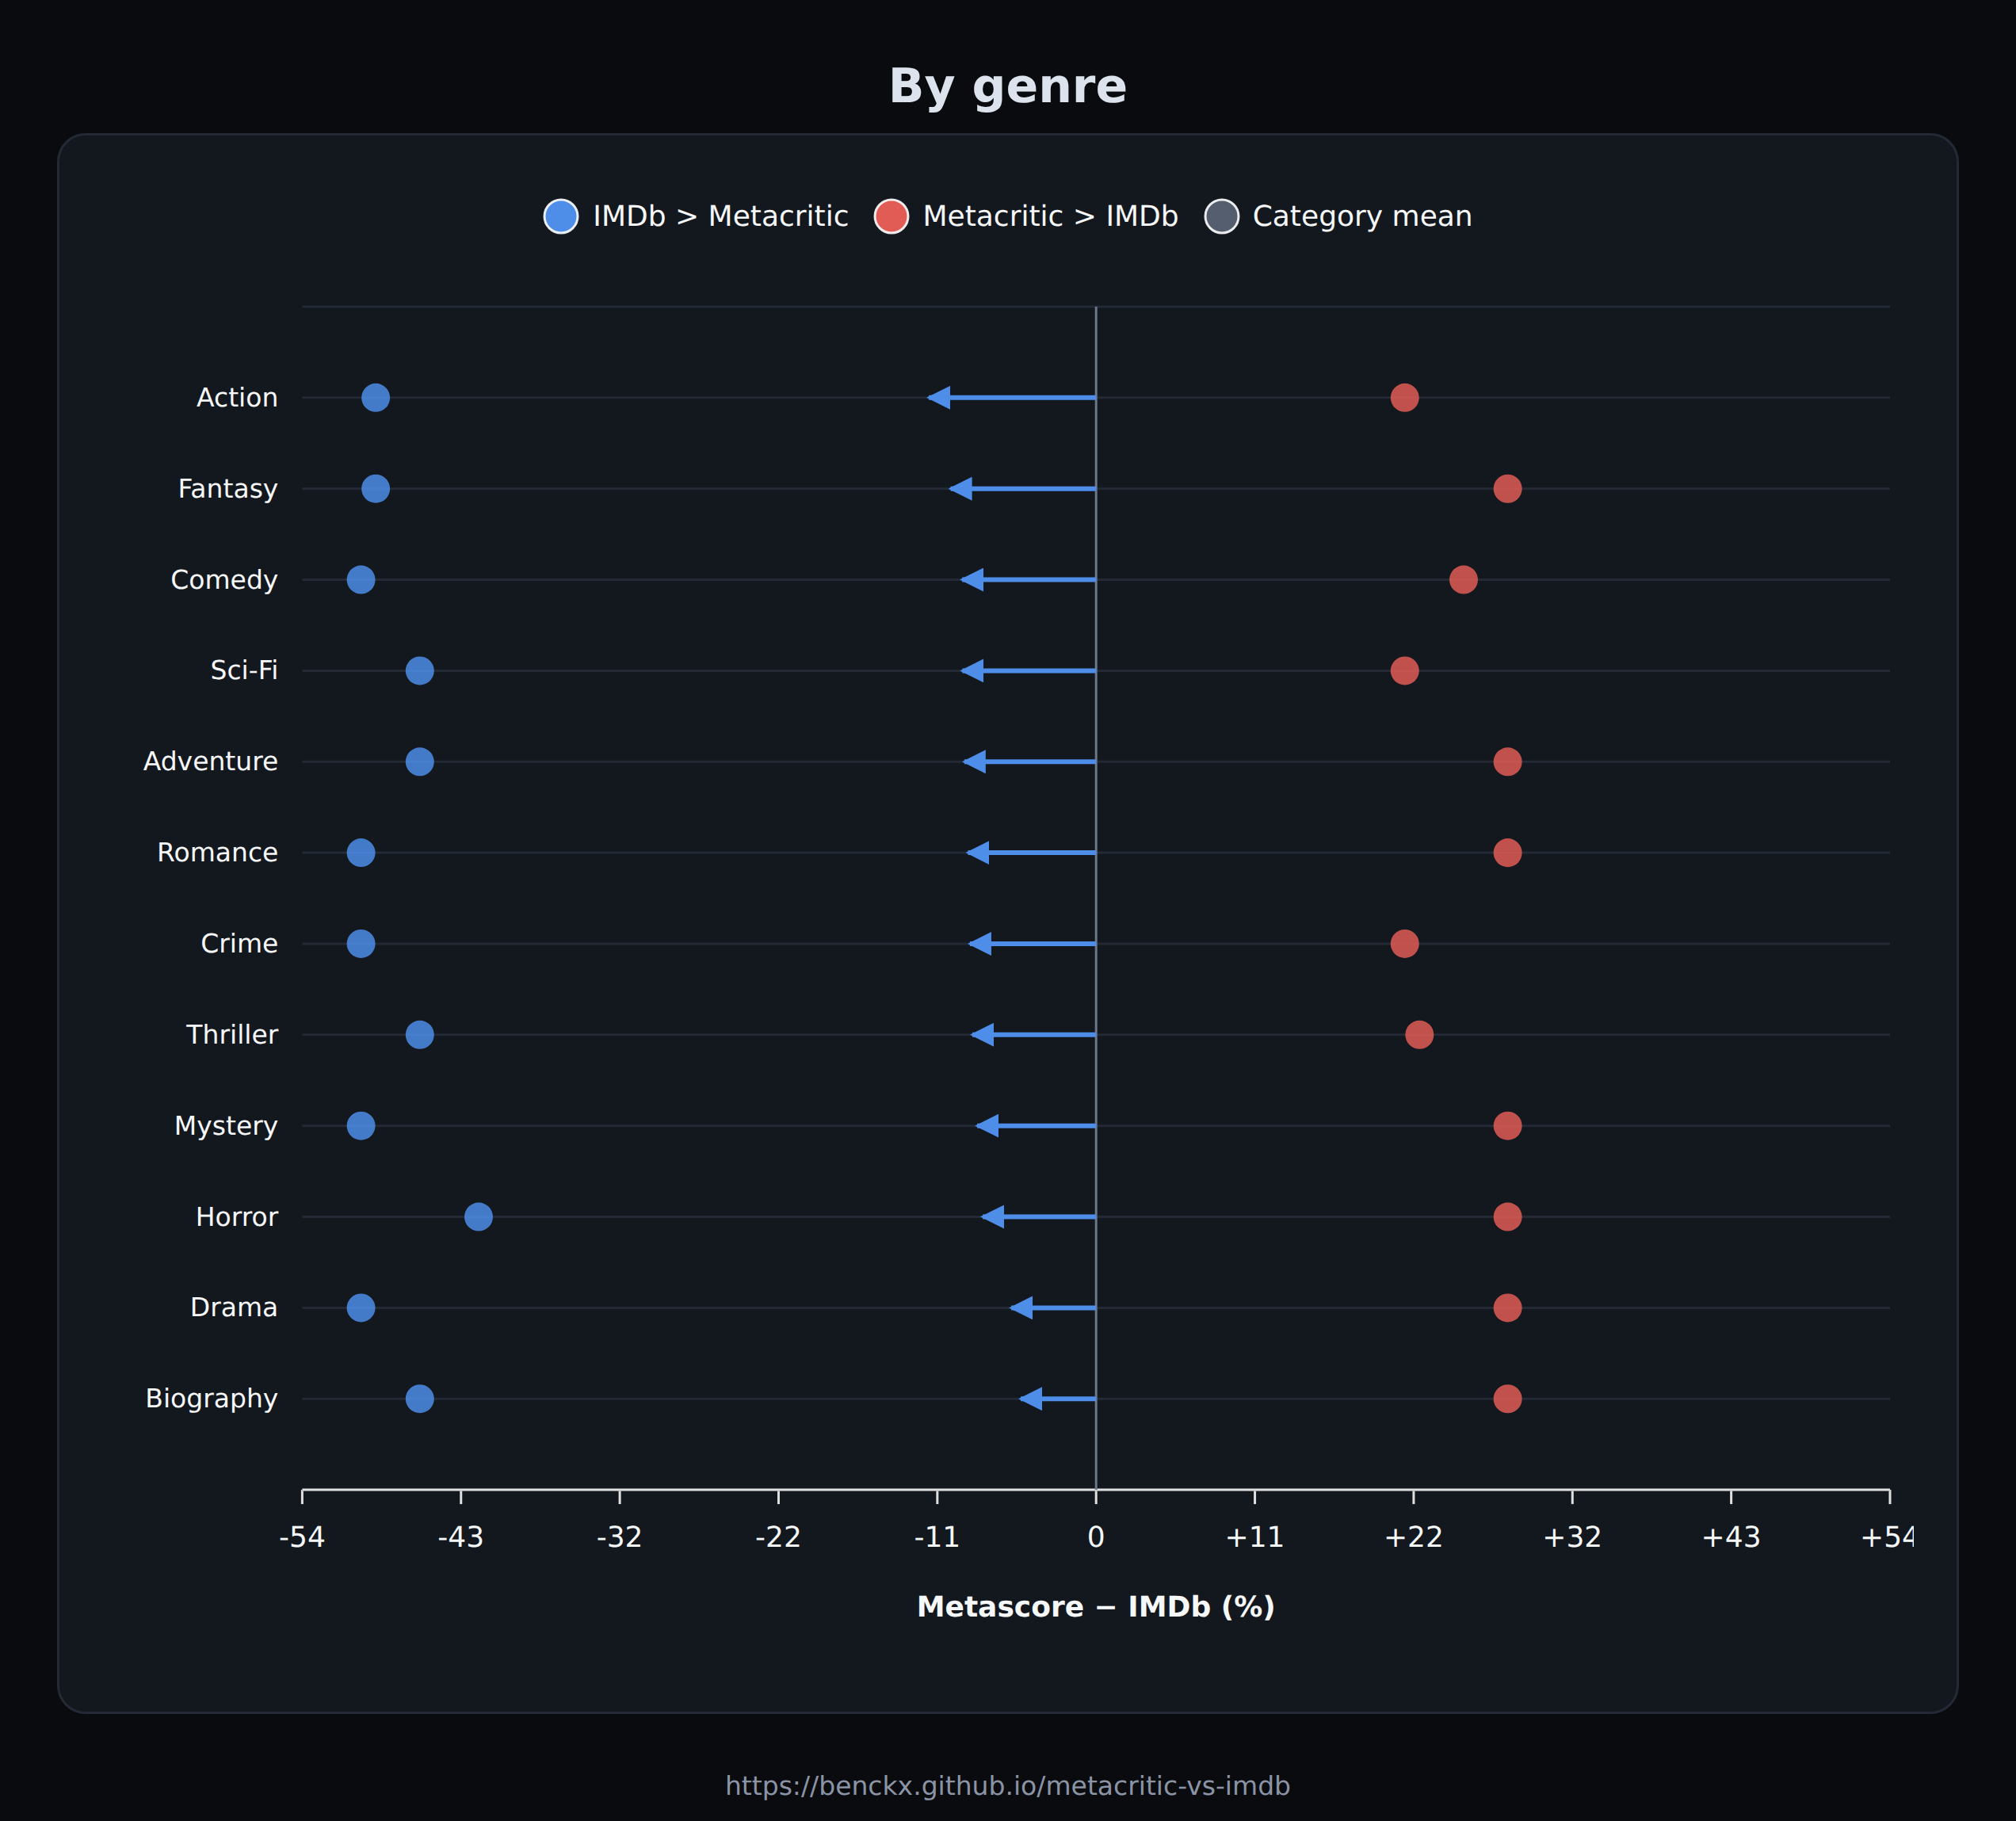 By genre
IMDb > Metacritic Metacritic > IMDb Category mean
Action
Fantasy
Comedy
Sci-Fi
Adventure
Romance
Crime
Thriller
Mystery
Horror
Drama
Biography
-54 -43 -32 -22 -11 0 +11 +22 +32 +43 +54
Metascore − IMDb (%)
https://benckx.github.io/metacritic-vs-imdb